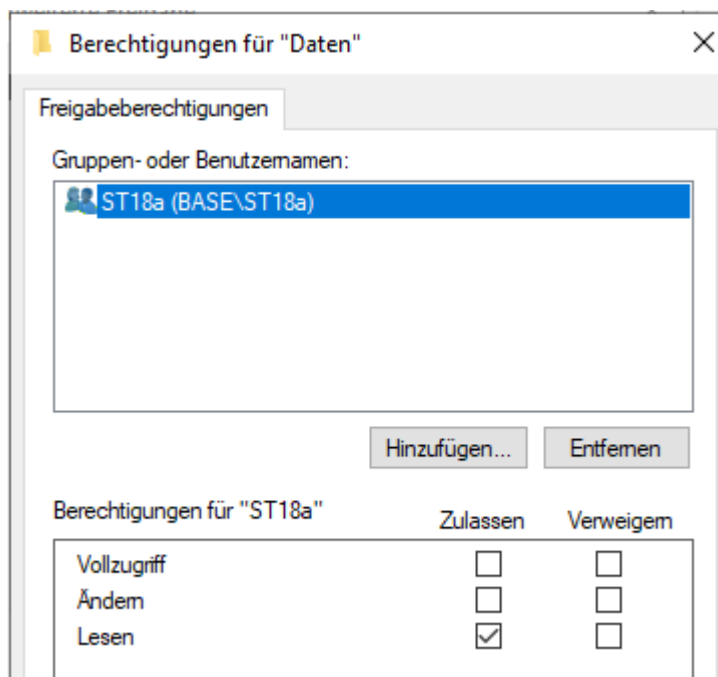 Berechtigungen für "Daten"
Freigabeberechtigungen
Gruppen- oder Benutzernamen:
ST18a (BASE\ST18a)
Hinzufügen... Entfernen
Berechtigungen für "ST18a" Zulassen Verweigern
Vollzugriff
Ändern
Lesen